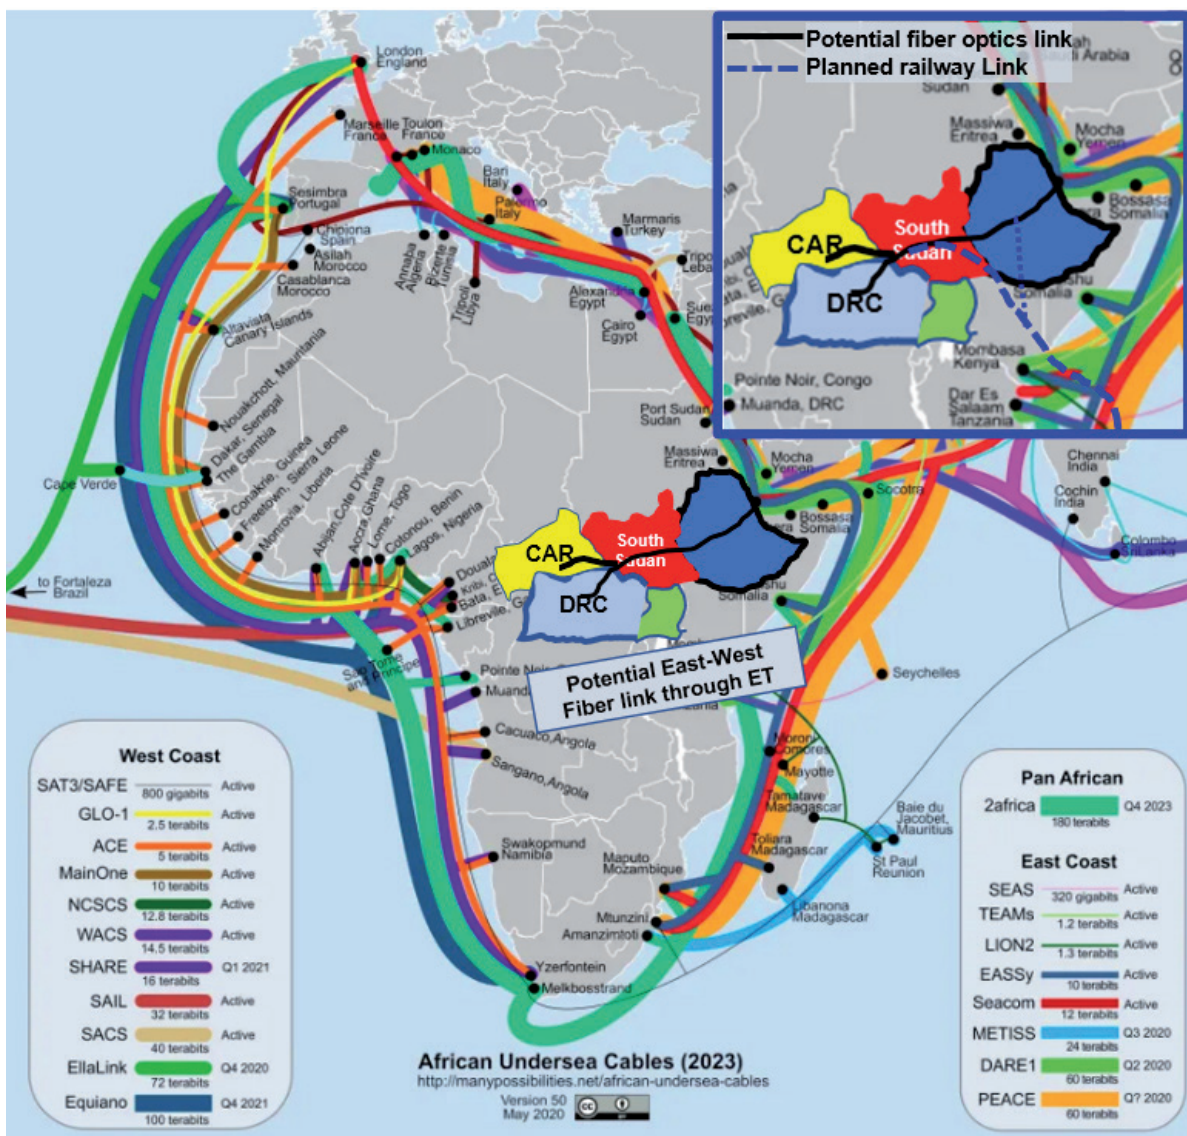 Potential fiber optics link
Planned railway Link
Saudi Arabia
Sudan
Massiwa
Eritrea
Mocha
Yemen
Bossasa
Somalia
CAR
South
Sudan
DRC
Somalia
Mombasa
Kenya
Dar Es
Salaam
Tanzania
Pointe Noir, Congo
Muanda, DRC
London
England
Marseille
France
Toulon
France
Monaco
Bari
Italy
Palermo
Italy
Sesimbra
Portugal
Chipiona
Spain
Asilah
Morocco
Casablanca
Morocco
Annaba
Algeria
Bizerte
Tunisia
Tripoli
Libya
Marmaris
Turkey
Alexandria
Egypt
Cairo
Egypt
Altavista
Canary Islands
Nouakchott, Mauritania
Dakar, Senegal
The Gambia
Cape Verde
Conakrie, Guinea
Freetown, Sierra Leone
Monrovia, Liberia
Abijan, Cote D'Ivoire
Accra, Ghana
Lome, Togo
Cotonou, Benin
Lagos, Nigeria
to Fortaleza
Brazil
Port Sudan
Sudan
Massiwa
Eritrea
Mocha
Yemen
Socotra
Bossasa
Somalia
Chennai
India
Cochin
India
Colombo
Sri Lanka
CAR
South
Sudan
DRC
Somalia
Potential East-West
Fiber link through ET
Sao Tome
and Principe
Cacuaco, Angola
Sangano, Angola
Seychelles
Moroni
Comores
Mayotte
Tamatave
Madagascar
Baie du
Jacobet,
Mauritius
St Paul
Reunion
Toliara
Madagascar
Libanona
Madagascar
Swakopmund
Namibia
Maputo
Mozambique
Mtunzini
Amanzimtoti
Yzerfontein
Melkbosstrand
West Coast
SAT3/SAFE Active
800 gigabits
GLO-1 Active
2.5 terabits
ACE Active
5 terabits
MainOne Active
10 terabits
NCSCS Active
12.8 terabits
WACS Active
14.5 terabits
SHARE Q1 2021
16 terabits
SAIL Active
32 terabits
SACS Active
40 terabits
EllaLink Q4 2020
72 terabits
Equiano Q4 2021
100 terabits
Pan African
2africa Q4 2023
180 terabits
East Coast
SEAS Active
320 gigabits
TEAMs Active
1.2 terabits
LION2 Active
1.3 terabits
EASSy Active
10 terabits
Seacom Active
12 terabits
METISS Q3 2020
24 terabits
DARE1 Q2 2020
60 terabits
PEACE Q? 2020
60 terabits
African Undersea Cables (2023)
http://manypossibilities.net/african-undersea-cables
Version 50
May 2020